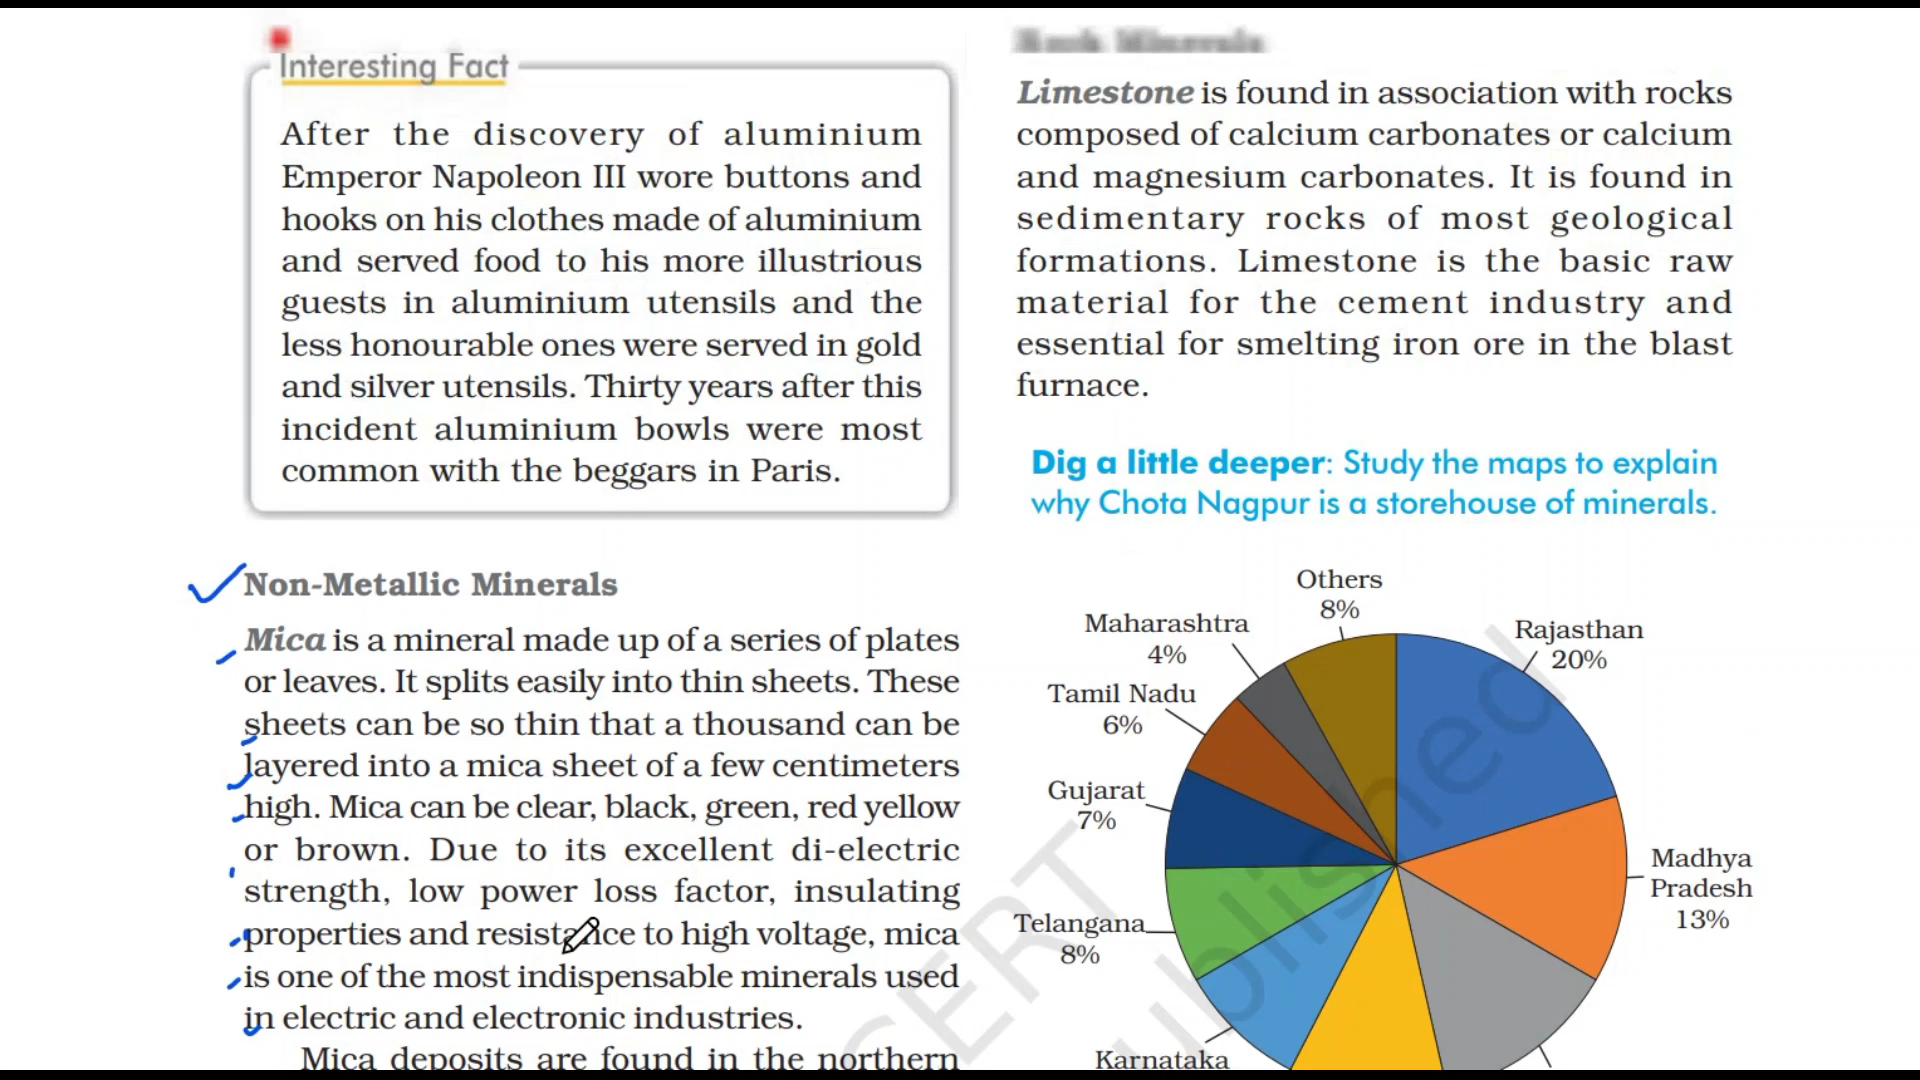 Interesting Fact
After the discovery of aluminium
Emperor Napoleon III wore buttons and
hooks on his clothes made of aluminium
and served food to his more illustrious
guests in aluminium utensils and the
less honourable ones were served in gold
and silver utensils. Thirty years after this
incident aluminium bowls were most
common with the beggars in Paris.
Non-Metallic Minerals
Mica is a mineral made up of a series of plates
or leaves. It splits easily into thin sheets. These
sheets can be so thin that a thousand can be
layered into a mica sheet of a few centimeters
high. Mica can be clear, black, green, red yellow
or brown. Due to its excellent di-electric
strength, low power loss factor, insulating
properties and resistance to high voltage, mica
is one of the most indispensable minerals used
in electric and electronic industries.
Mica deposits are found in the northern
Rock Minerals
Limestone is found in association with rocks
composed of calcium carbonates or calcium
and magnesium carbonates. It is found in
sedimentary rocks of most geological
formations. Limestone is the basic raw
material for the cement industry and
essential for smelting iron ore in the blast
furnace.
Dig a little deeper: Study the maps to explain
why Chota Nagpur is a storehouse of minerals.
Others
8%
Maharashtra
4%
Rajasthan
20%
Tamil Nadu
6%
Gujarat
7%
Madhya
Pradesh
13%
Telangana
8%
Karnataka